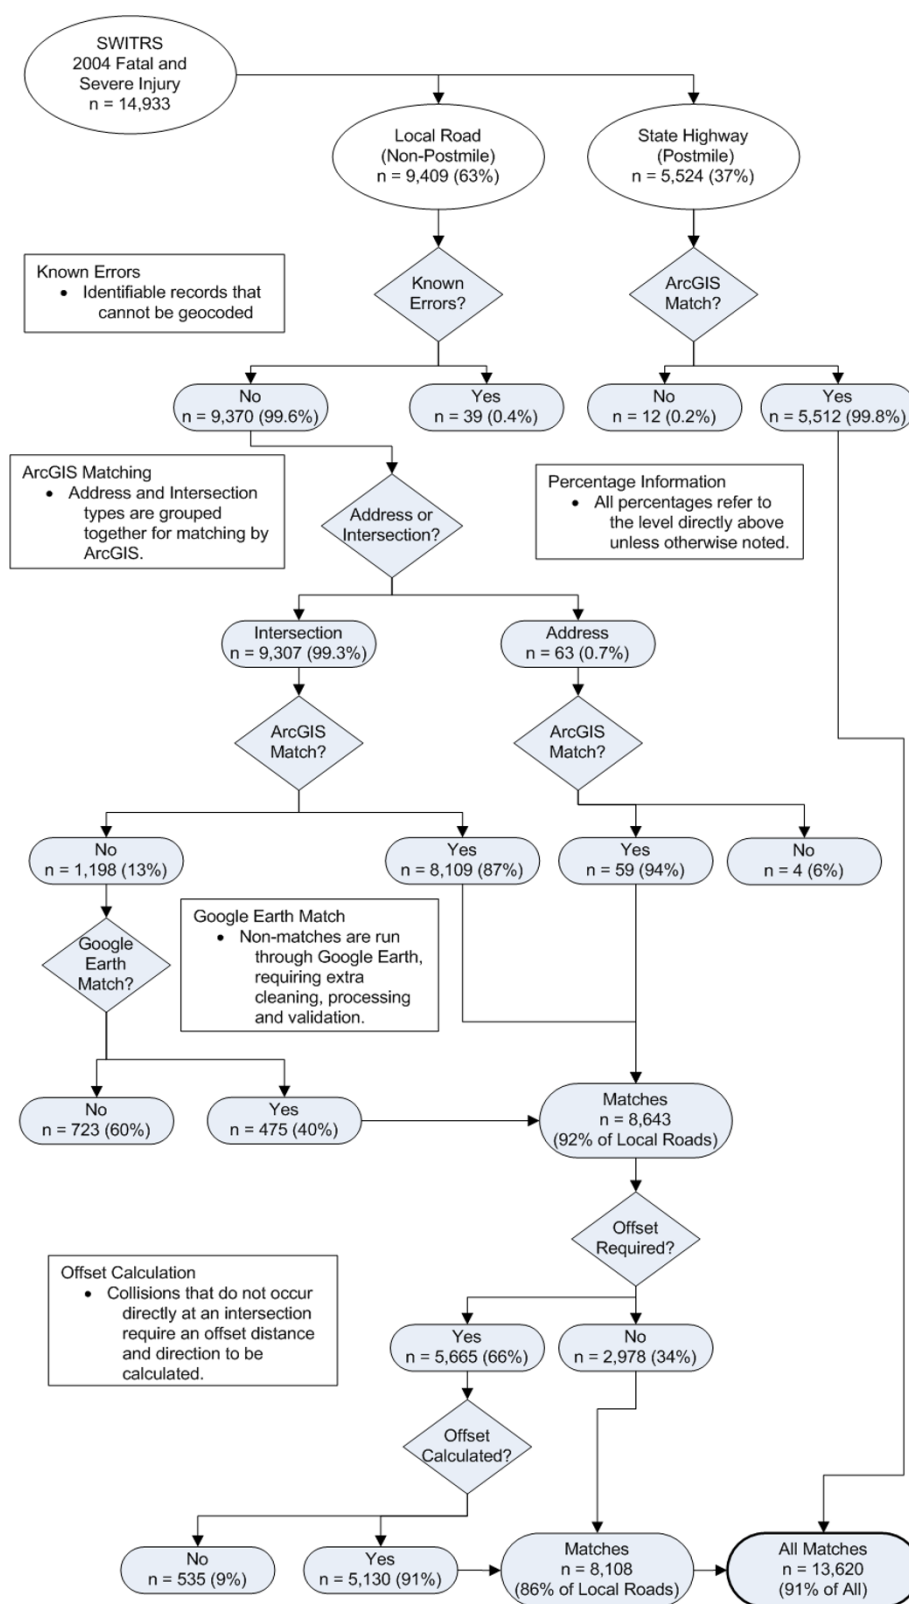 SWITRS
2004 Fatal and
Severe Injury
n = 14,933
Local Road
(Non-Postmile)
n = 9,409 (63%)
State Highway
(Postmile)
n = 5,524 (37%)
Known Errors
• Identifiable records that
cannot be geocoded
Known
Errors?
ArcGIS
Match?
No
n = 9,370 (99.6%)
Yes
n = 39 (0.4%)
No
n = 12 (0.2%)
Yes
n = 5,512 (99.8%)
ArcGIS Matching
• Address and Intersection
types are grouped
together for matching by
ArcGIS.
Address or
Intersection?
Percentage Information
• All percentages refer to
the level directly above
unless otherwise noted.
Intersection
n = 9,307 (99.3%)
Address
n = 63 (0.7%)
ArcGIS
Match?
ArcGIS
Match?
No
n = 1,198 (13%)
Yes
n = 8,109 (87%)
Yes
n = 59 (94%)
No
n = 4 (6%)
Google
Earth
Match?
Google Earth Match
• Non-matches are run
through Google Earth,
requiring extra
cleaning, processing
and validation.
No
n = 723 (60%)
Yes
n = 475 (40%)
Matches
n = 8,643
(92% of Local Roads)
Offset
Required?
Offset Calculation
• Collisions that do not occur
directly at an intersection
require an offset distance
and direction to be
calculated.
Yes
n = 5,665 (66%)
No
n = 2,978 (34%)
Offset
Calculated?
No
n = 535 (9%)
Yes
n = 5,130 (91%)
Matches
n = 8,108
(86% of Local Roads)
All Matches
n = 13,620
(91% of All)